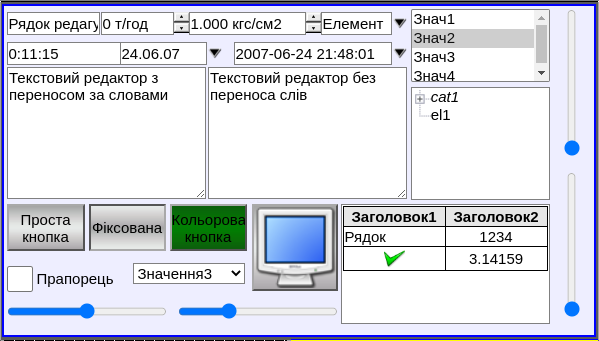 Рядок редагу 0 т/год 1.000 кгс/см2 Елемент
Знач1
Знач2
Знач3
Знач4
0:11:15 24.06.07 2007-06-24 21:48:01
Текстовий редактор з
переносом за словами
Текстовий редактор без
переноса слів
cat1
el1
Проста
кнопка
Фіксована
Кольорова
кнопка
Заголовок1 Заголовок2
Рядок 1234
3.14159
Прапорець
Значення3